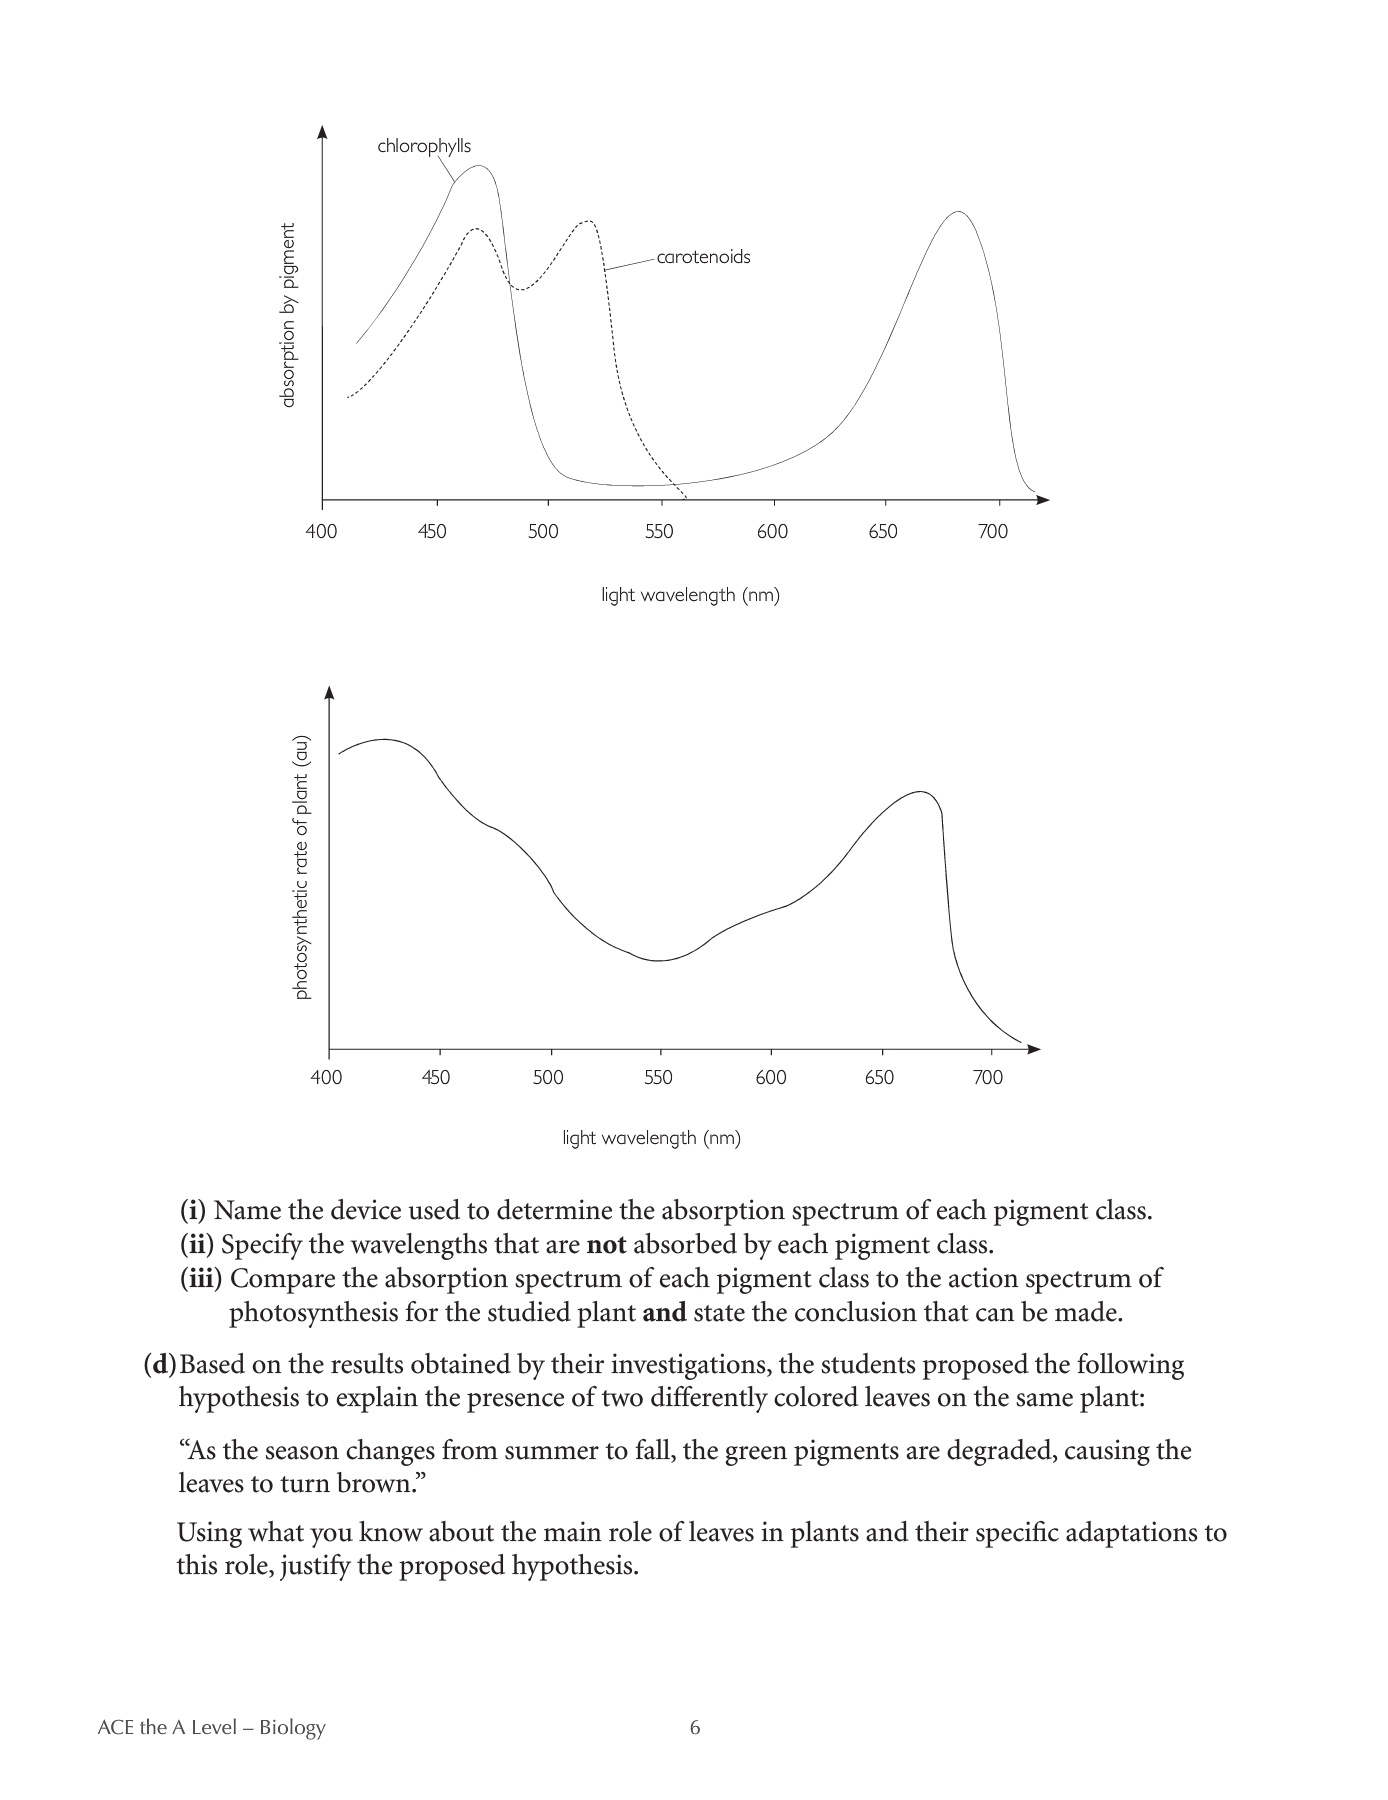 chlorophylls
carotenoids
absorption by pigment
400 450 500 550 600 650 700
light wavelength (nm)
photosynthetic rate of plant (au)
400 450 500 550 600 650 700
light wavelength (nm)
(i) Name the device used to determine the absorption spectrum of each pigment class.
(ii) Specify the wavelengths that are not absorbed by each pigment class.
(iii) Compare the absorption spectrum of each pigment class to the action spectrum of
photosynthesis for the studied plant and state the conclusion that can be made.
(d) Based on the results obtained by their investigations, the students proposed the following
hypothesis to explain the presence of two differently colored leaves on the same plant:
“As the season changes from summer to fall, the green pigments are degraded, causing the
leaves to turn brown.”
Using what you know about the main role of leaves in plants and their specific adaptations to
this role, justify the proposed hypothesis.
ACE the A Level – Biology 6